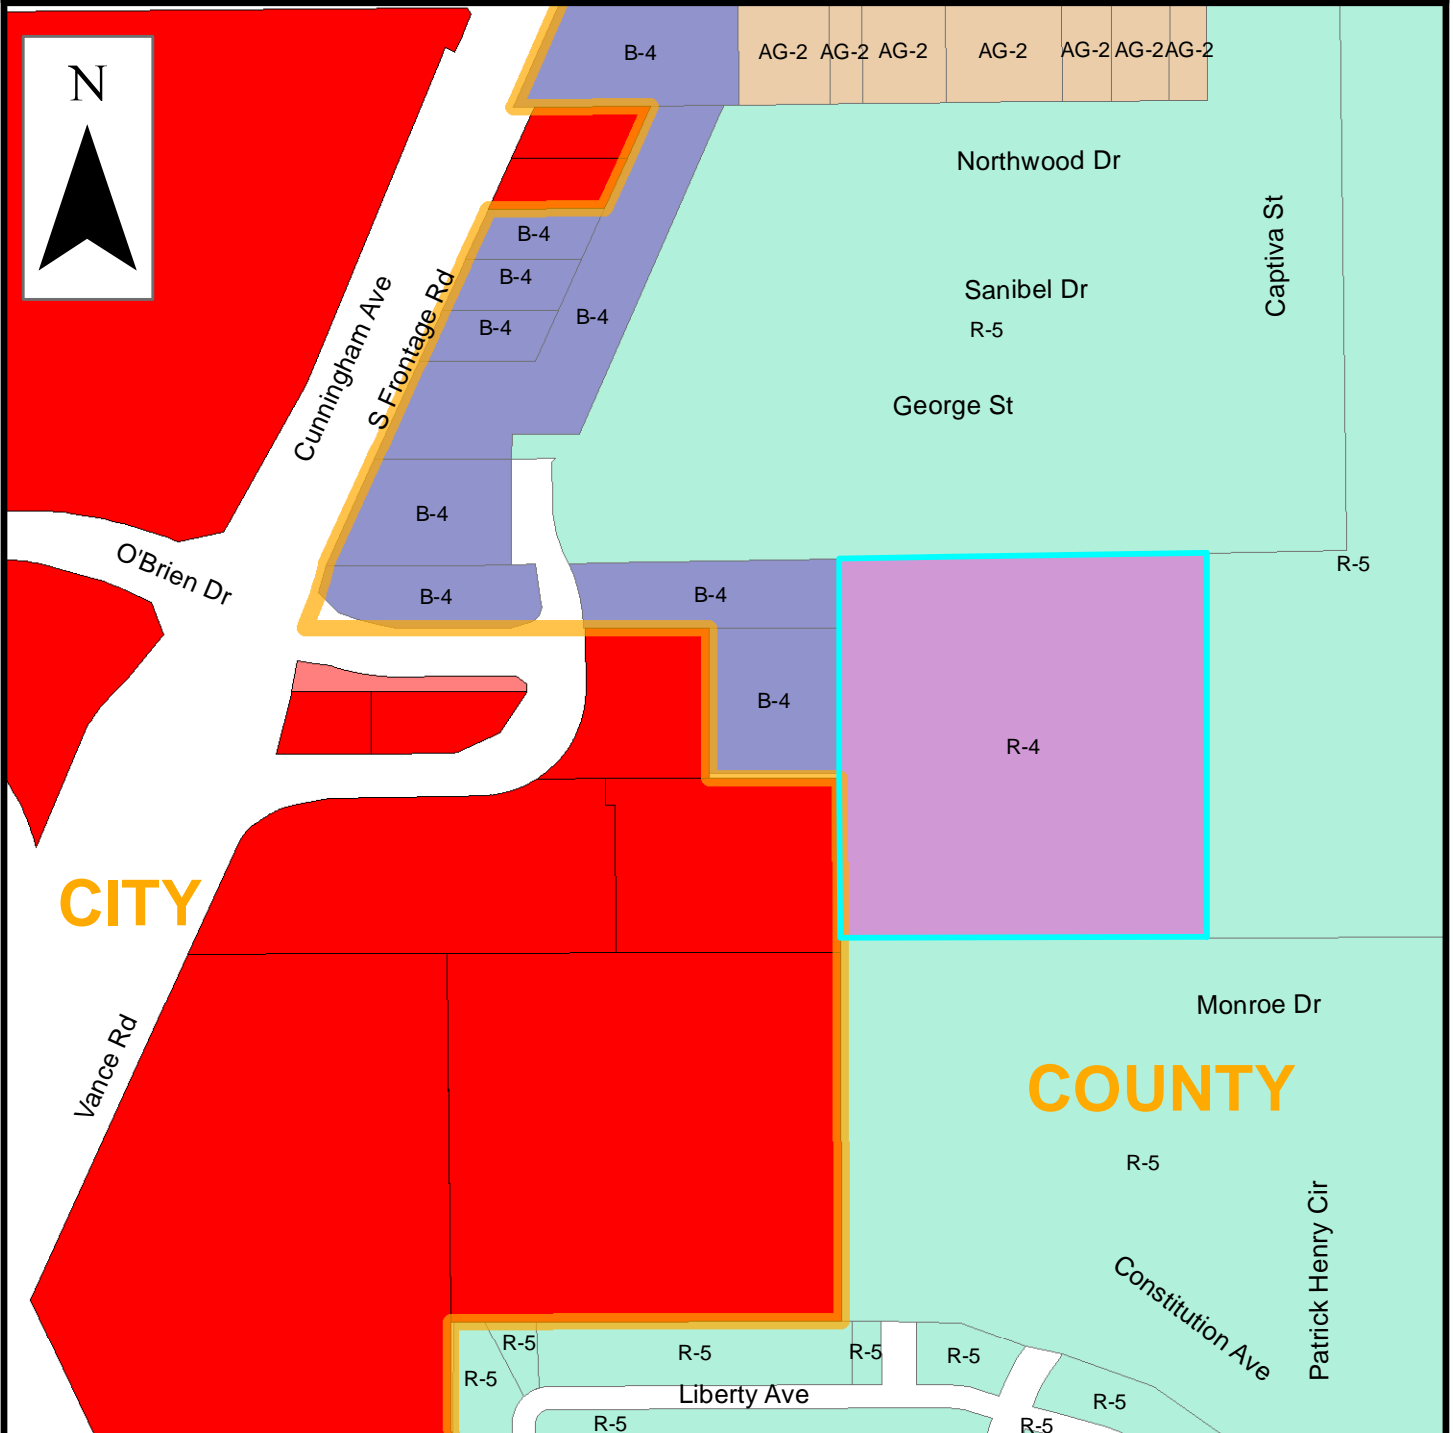 N
B-4
AG-2
AG-2
AG-2
AG-2
AG-2
AG-2
AG-2
Northwood Dr
Captiva St
B-4
B-4
Sanibel Dr
B-4
B-4
R-5
Cunningham Ave
S Frontage Rd
George St
B-4
O'Brien Dr
R-5
B-4
B-4
B-4
R-4
CITY
Monroe Dr
Vance Rd
COUNTY
R-5
Patrick Henry Cir
Constitution Ave
R-5
R-5
R-5
R-5
R-5
Liberty Ave
R-5
R-5
R-5